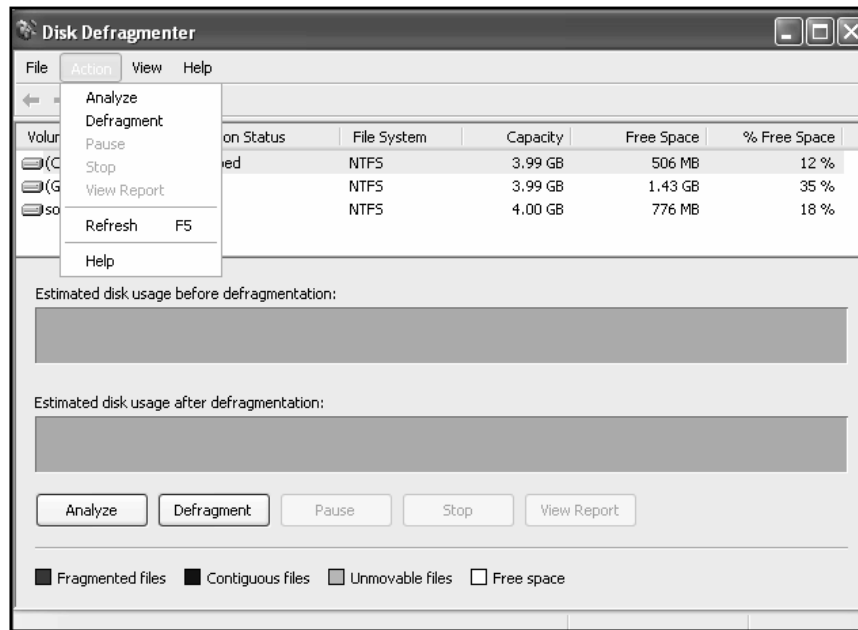 Disk Defragmenter
File Action View Help
Analyze
Defragment
Pause
Stop
View Report
Refresh F5
Help
on Status File System Capacity Free Space % Free Space
(C NTFS 3.99 GB 506 MB 12 %
(G NTFS 3.99 GB 1.43 GB 35 %
so NTFS 4.00 GB 776 MB 18 %
Estimated disk usage before defragmentation:
Estimated disk usage after defragmentation:
Analyze Defragment Pause Stop View Report
Fragmented files Contiguous files Unmovable files Free space